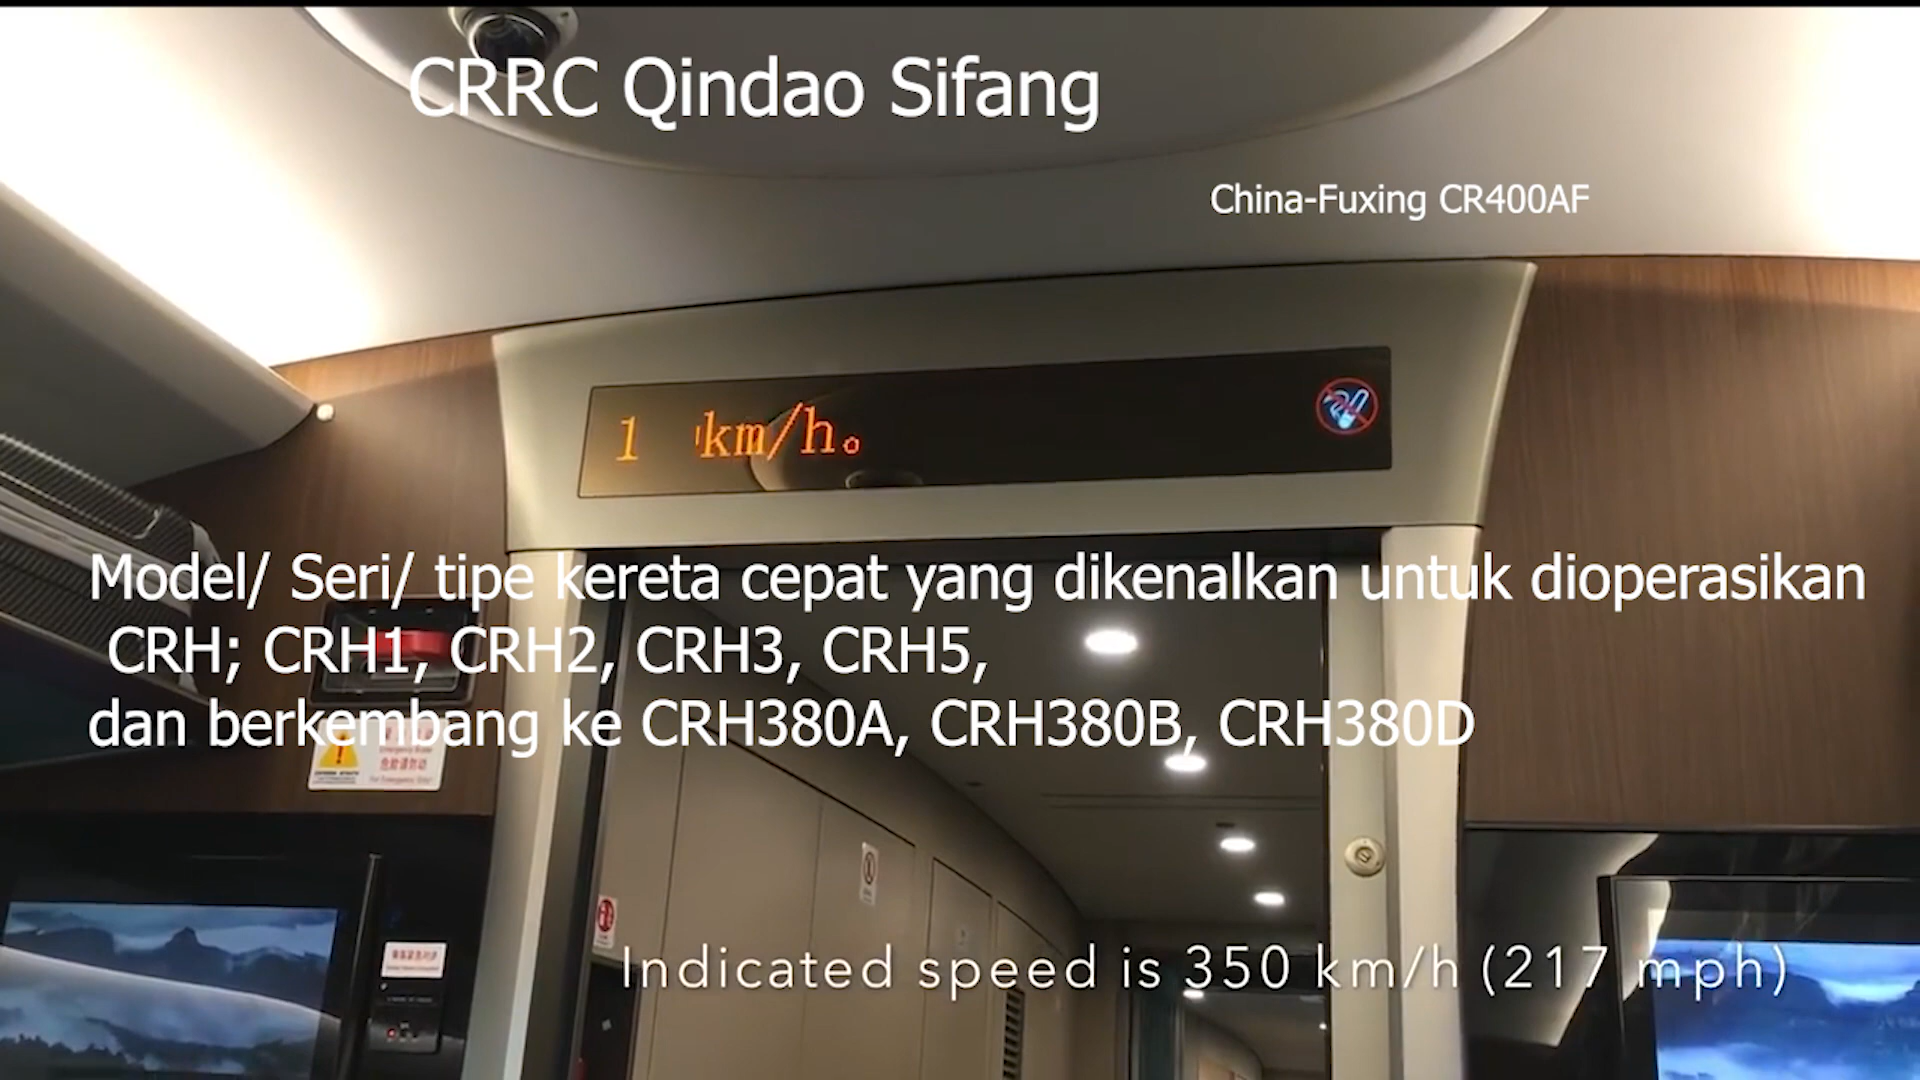 CRRC Qindao Sifang
China-Fuxing CR400AF
1 km/h。
Model/ Seri/ tipe kereta cepat yang dikenalkan untuk dioperasikan
CRH; CRH1, CRH2, CRH3, CRH5,
dan berkembang ke CRH380A, CRH380B, CRH380D
Indicated speed is 350 km/h (217 mph)